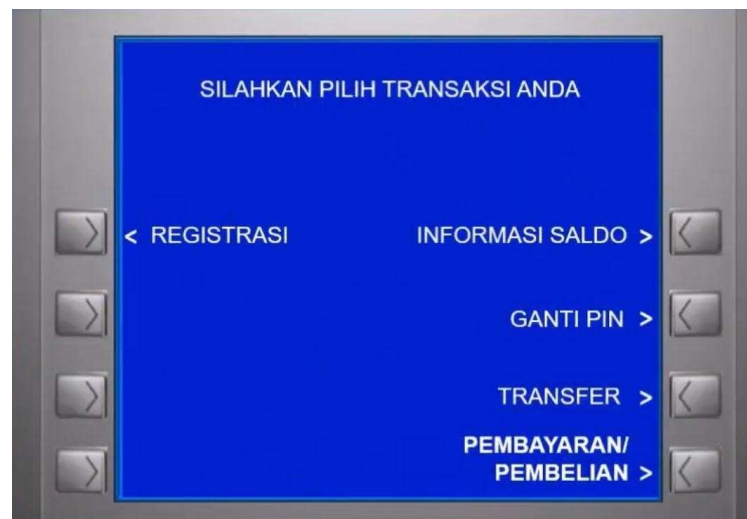 SILAHKAN PILIH TRANSAKSI ANDA
< REGISTRASI
INFORMASI SALDO >
GANTI PIN >
TRANSFER >
PEMBAYARAN/
PEMBELIAN >